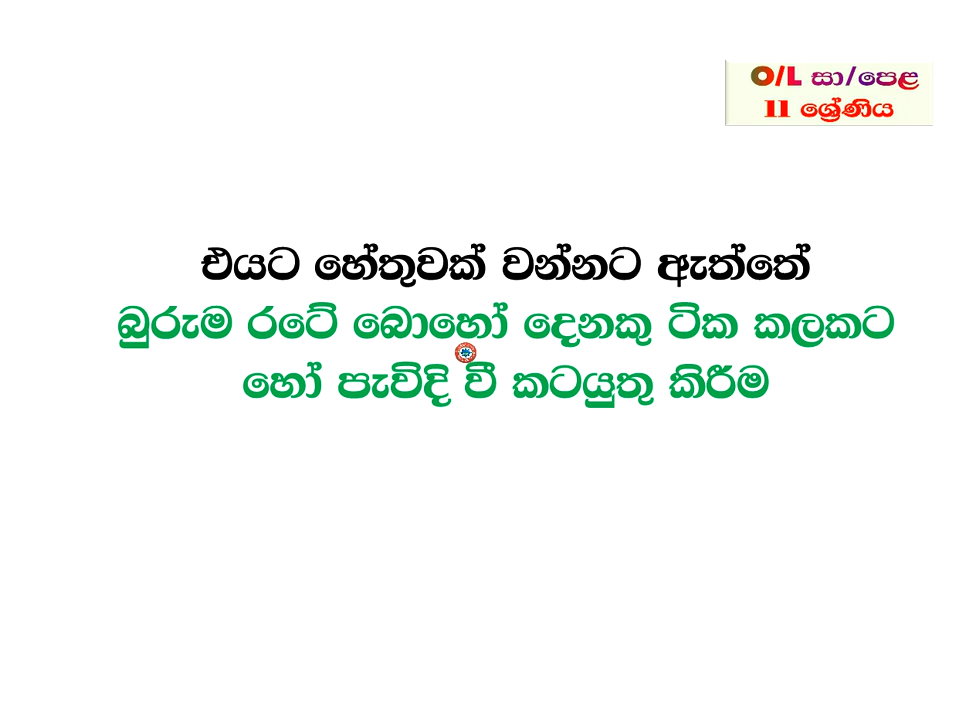 O/L සා/පෙළ
11 ශ්‍රේණිය
එයට හේතුවක් වන්නට ඇත්තේ
බුරුම රටේ බොහෝ දෙනකු ටික කලකට
හෝ පැවිදි වී කටයුතු කිරීම